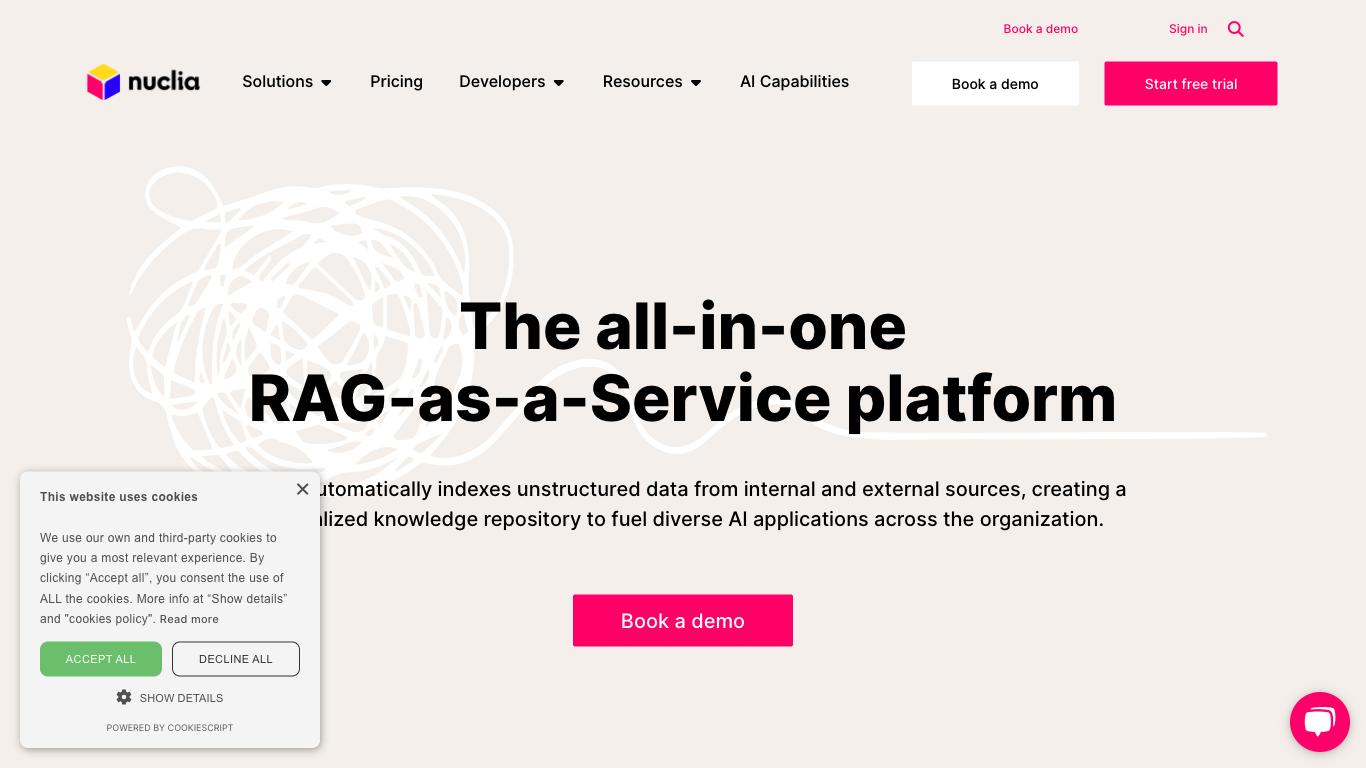 Book a demo
Sign in
nuclia
Solutions
Pricing
Developers
Resources
AI Capabilities
Book a demo
Start free trial
The all-in-one
RAG-as-a-Service platform
indexes unstructured data from internal and external sources, creating a
knowledge repository to fuel diverse AI applications across the organization.
Book a demo
This website uses cookies
We use our own and third-party cookies to
give you a most relevant experience. By
clicking “Accept all”, you consent the use of
ALL the cookies. More info at “Show details”
and "cookies policy". Read more
ACCEPT ALL
DECLINE ALL
SHOW DETAILS
POWERED BY COOKIESCRIPT